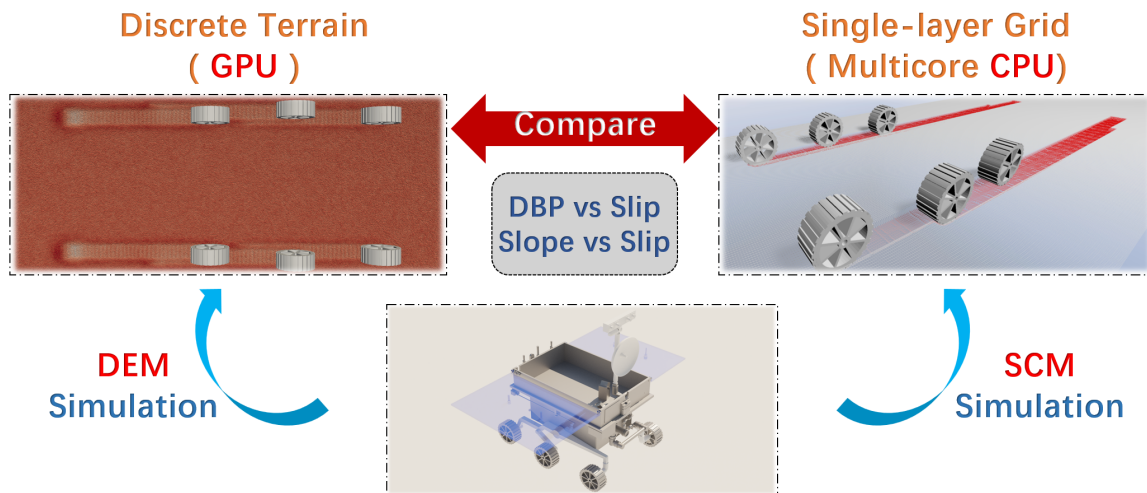 Discrete Terrain
( GPU )
Single-layer Grid
( Multicore CPU)
Compare
DBP vs Slip
Slope vs Slip
DEM
Simulation
SCM
Simulation